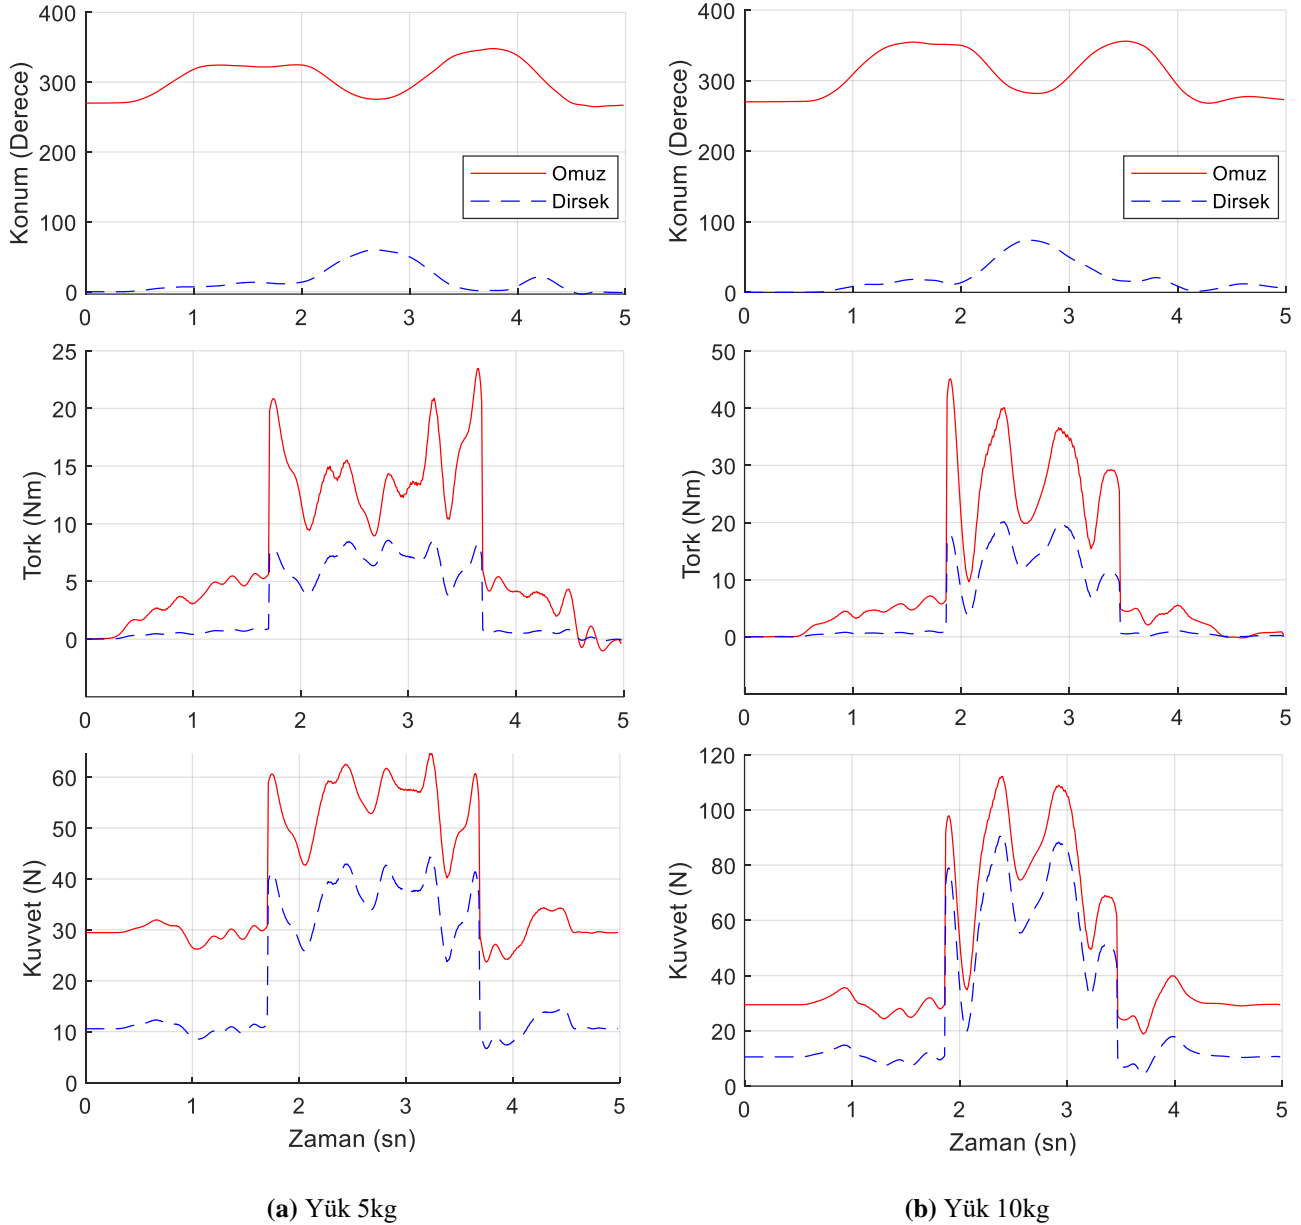 400
300
200
100
0
Konum (Derece)
Omuz
Dirsek
0 1 2 3 4 5
400
300
200
100
0
Konum (Derece)
Omuz
Dirsek
0 1 2 3 4 5
25
20
15
10
5
0
Tork (Nm)
0 1 2 3 4 5
50
40
30
20
10
0
Tork (Nm)
0 1 2 3 4 5
60
50
40
30
20
10
0
Kuvvet (N)
0 1 2 3 4 5
Zaman (sn)
120
100
80
60
40
20
0
Kuvvet (N)
0 1 2 3 4 5
Zaman (sn)
(a) Yük 5kg
(b) Yük 10kg